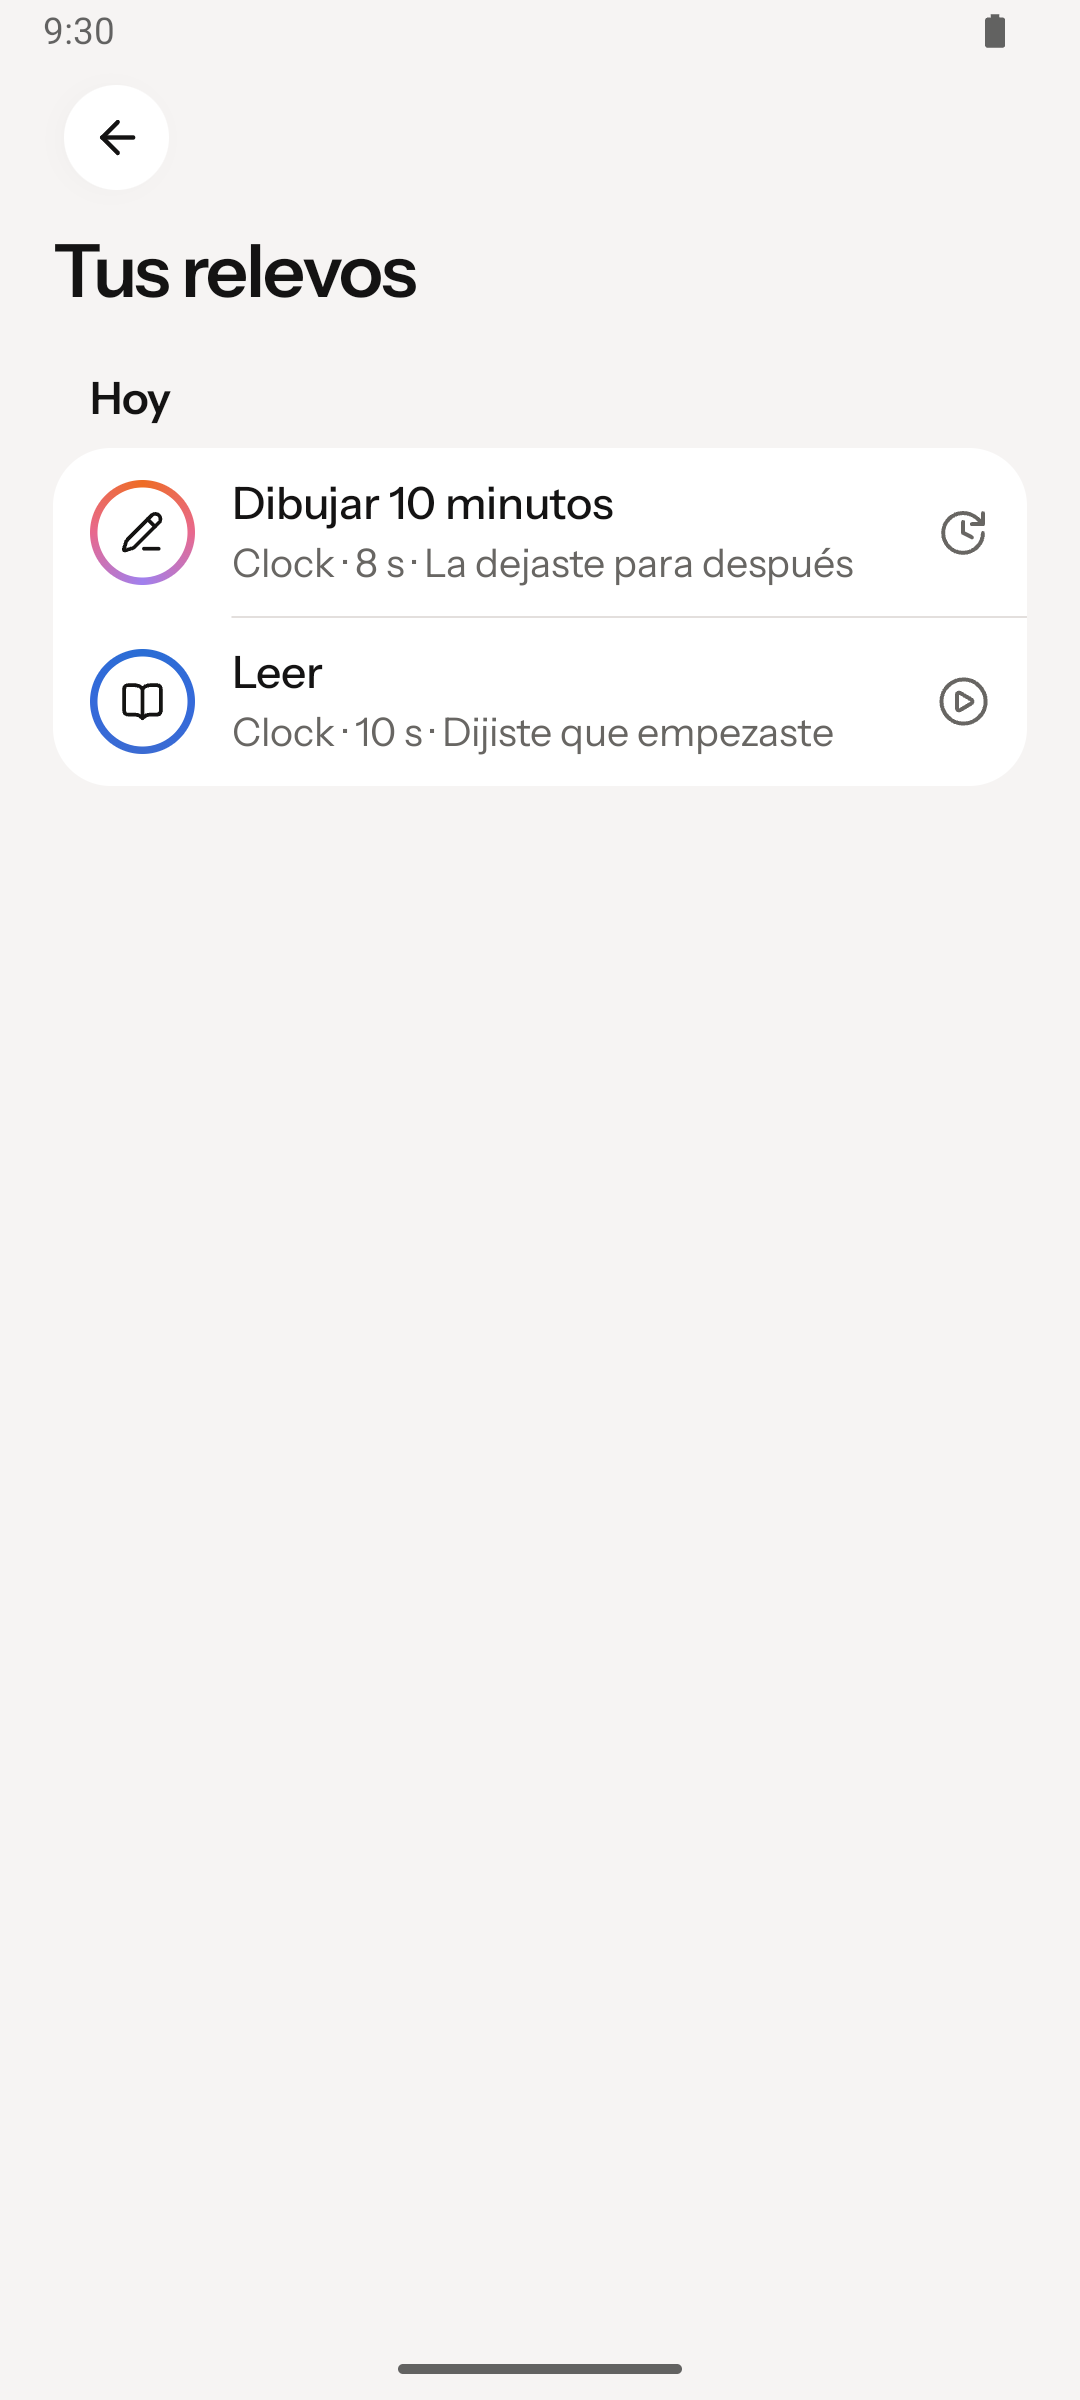 9:30
Tus relevos
Hoy
Dibujar 10 minutos
Clock · 8 s · La dejaste para después
Leer
Clock · 10 s · Dijiste que empezaste